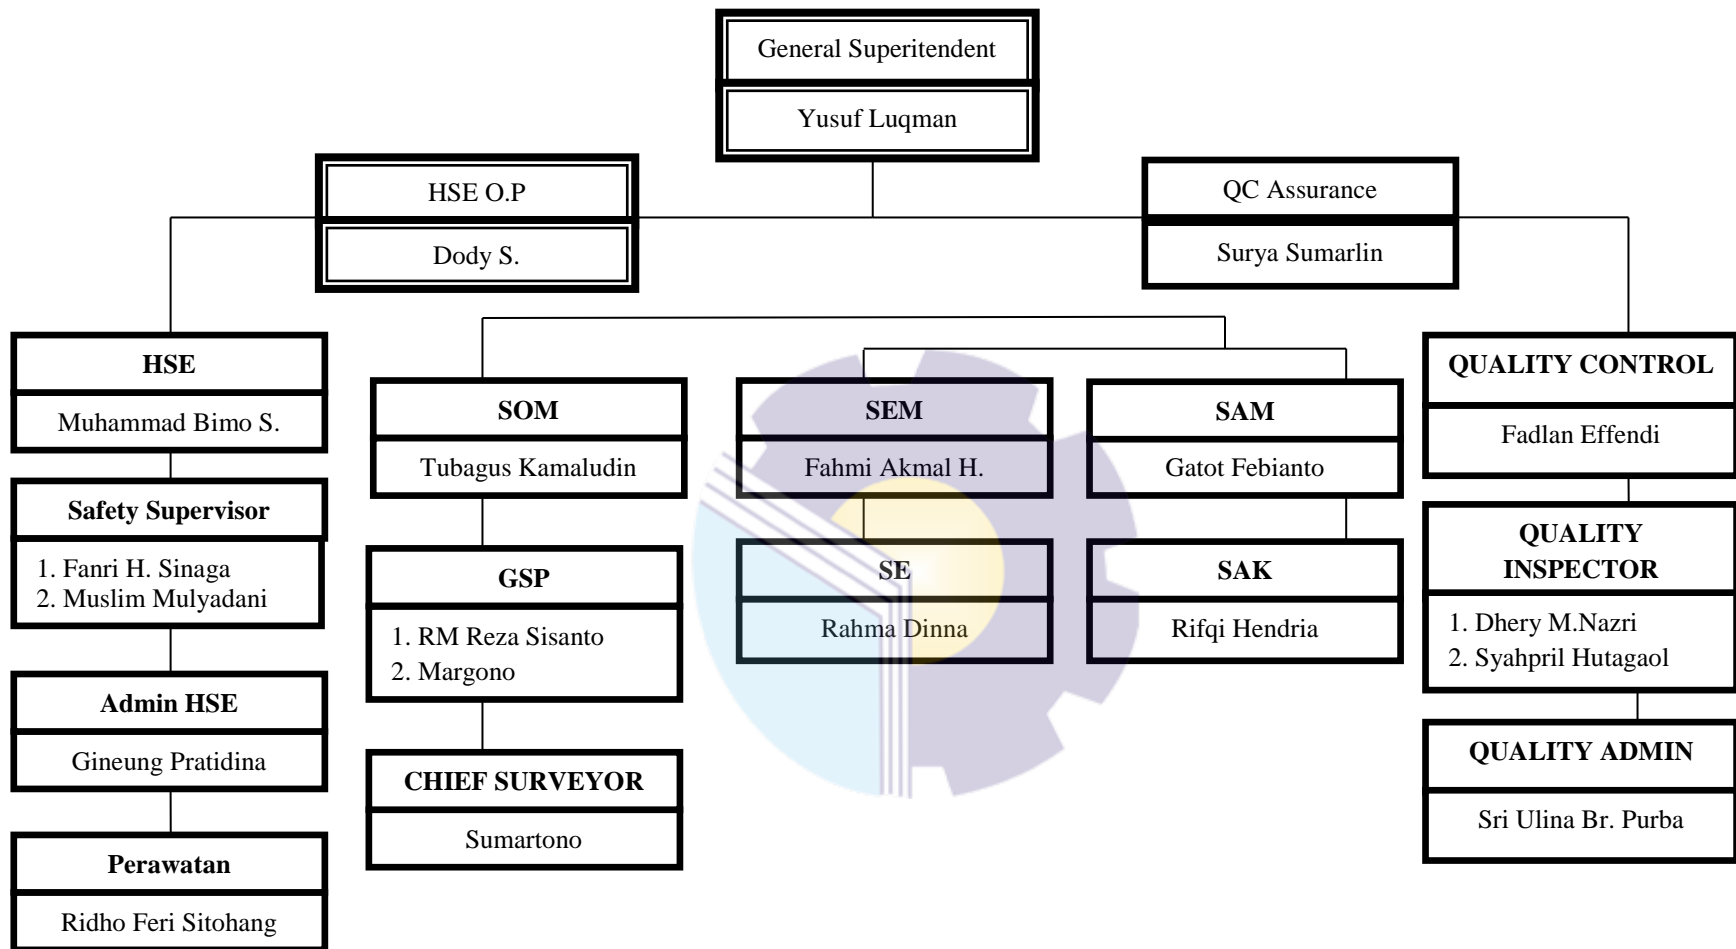 General Superitendent
Yusuf Luqman
HSE O.P
Dody S.
QC Assurance
Surya Sumarlin
HSE
Muhammad Bimo S.
Safety Supervisor
1. Fanri H. Sinaga
2. Muslim Mulyadani
Admin HSE
Gineung Pratidina
Perawatan
Ridho Feri Sitohang
SOM
Tubagus Kamaludin
GSP
1. RM Reza Sisanto
2. Margono
CHIEF SURVEYOR
Sumartono
SEM
Fahmi Akmal H.
SE
Rahma Dinna
SAM
Gatot Febianto
SAK
Rifqi Hendria
QUALITY CONTROL
Fadlan Effendi
QUALITY
INSPECTOR
1. Dhery M.Nazri
2. Syahpril Hutagaol
QUALITY ADMIN
Sri Ulina Br. Purba